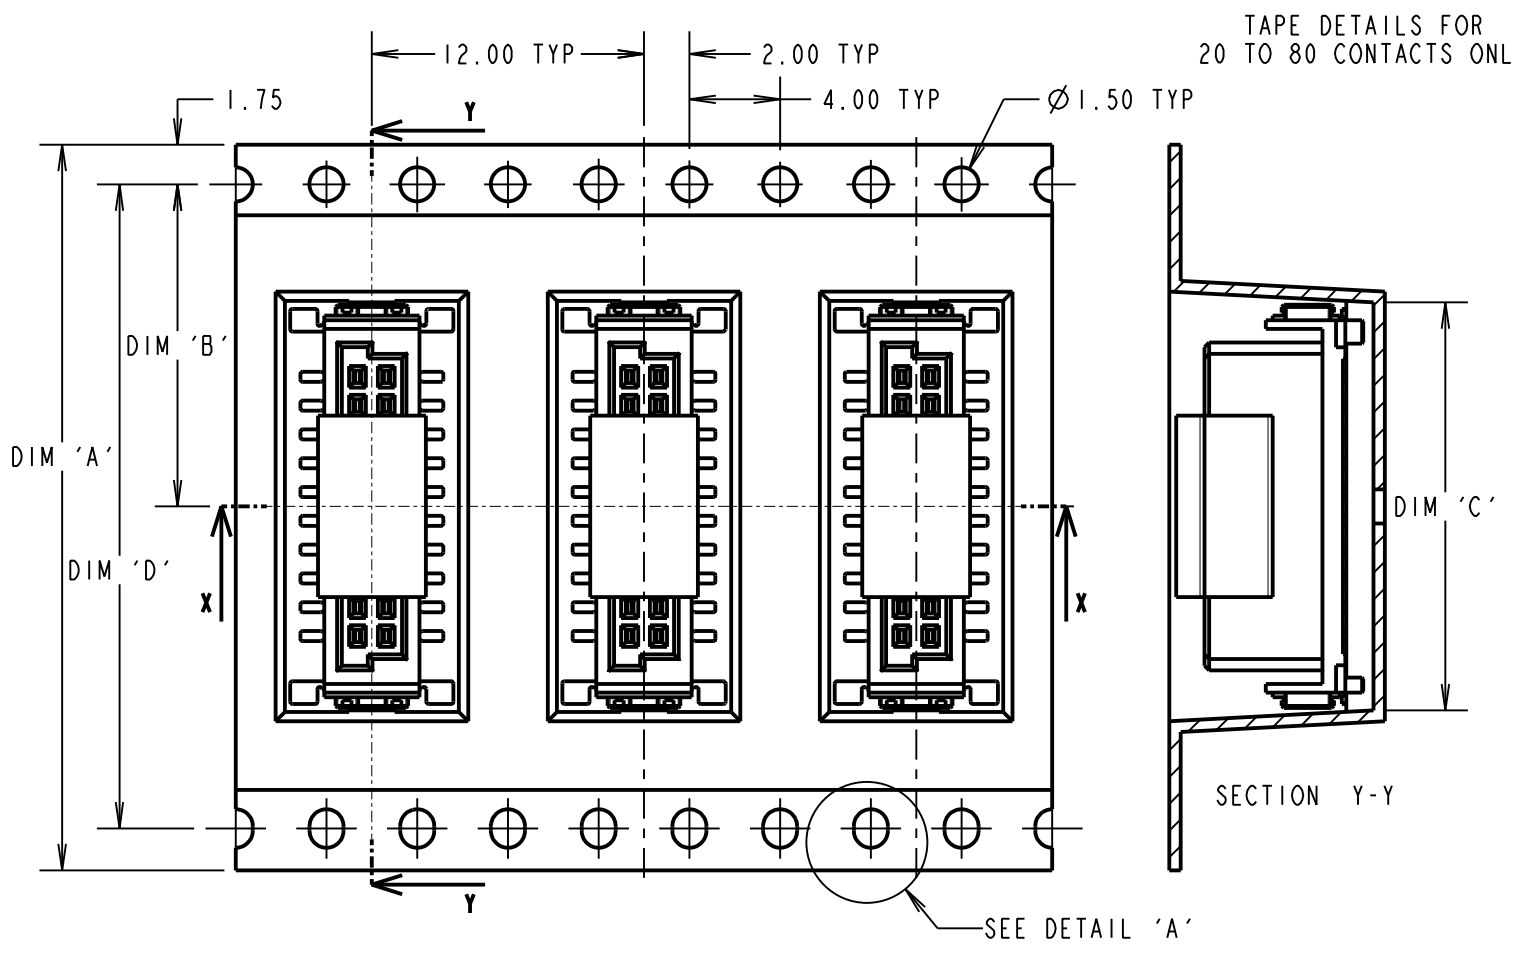 TAPE DETAILS FOR
20 TO 80 CONTACTS ONL
12.00 TYP
2.00 TYP
1.75
Y
4.00 TYP
Ø1.50 TYP
DIM 'B'
DIM 'A'
DIM 'C'
DIM 'D'
X
X
SECTION Y-Y
Y
SEE DETAIL 'A'